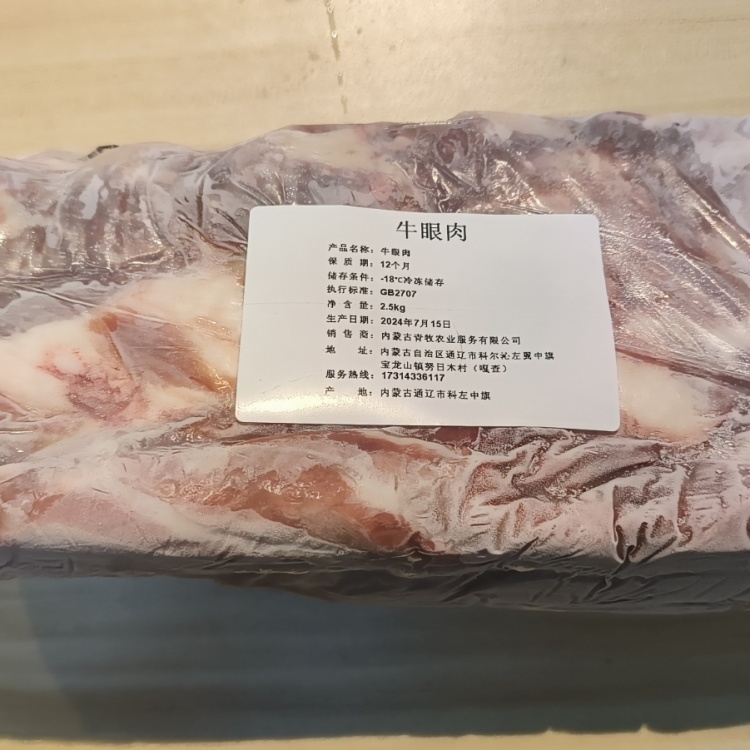 牛眼肉
产品名称：牛眼肉
保 质 期：12个月
储存条件：-18℃冷冻储存
执行标准：GB2707
净 含 量：2.5kg
生产日期：2024年7月15日
销 售 商：内蒙古青牧农业服务有限公司
地 址：内蒙古自治区通辽市科尔沁左翼中旗
宝龙山镇努日木村（嘎查）
服务热线：17314336117
产 地：内蒙古通辽市科左中旗